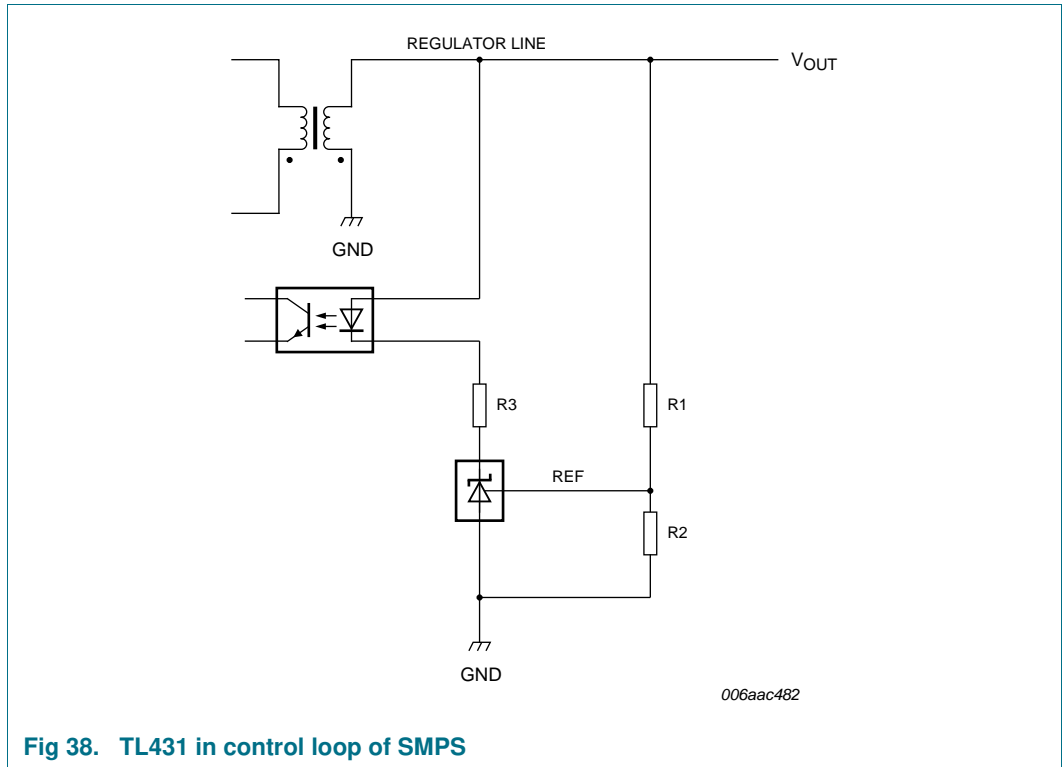 REGULATOR LINE
VOUT
GND
R3
R1
REF
R2
GND
006aac482
Fig 38. TL431 in control loop of SMPS